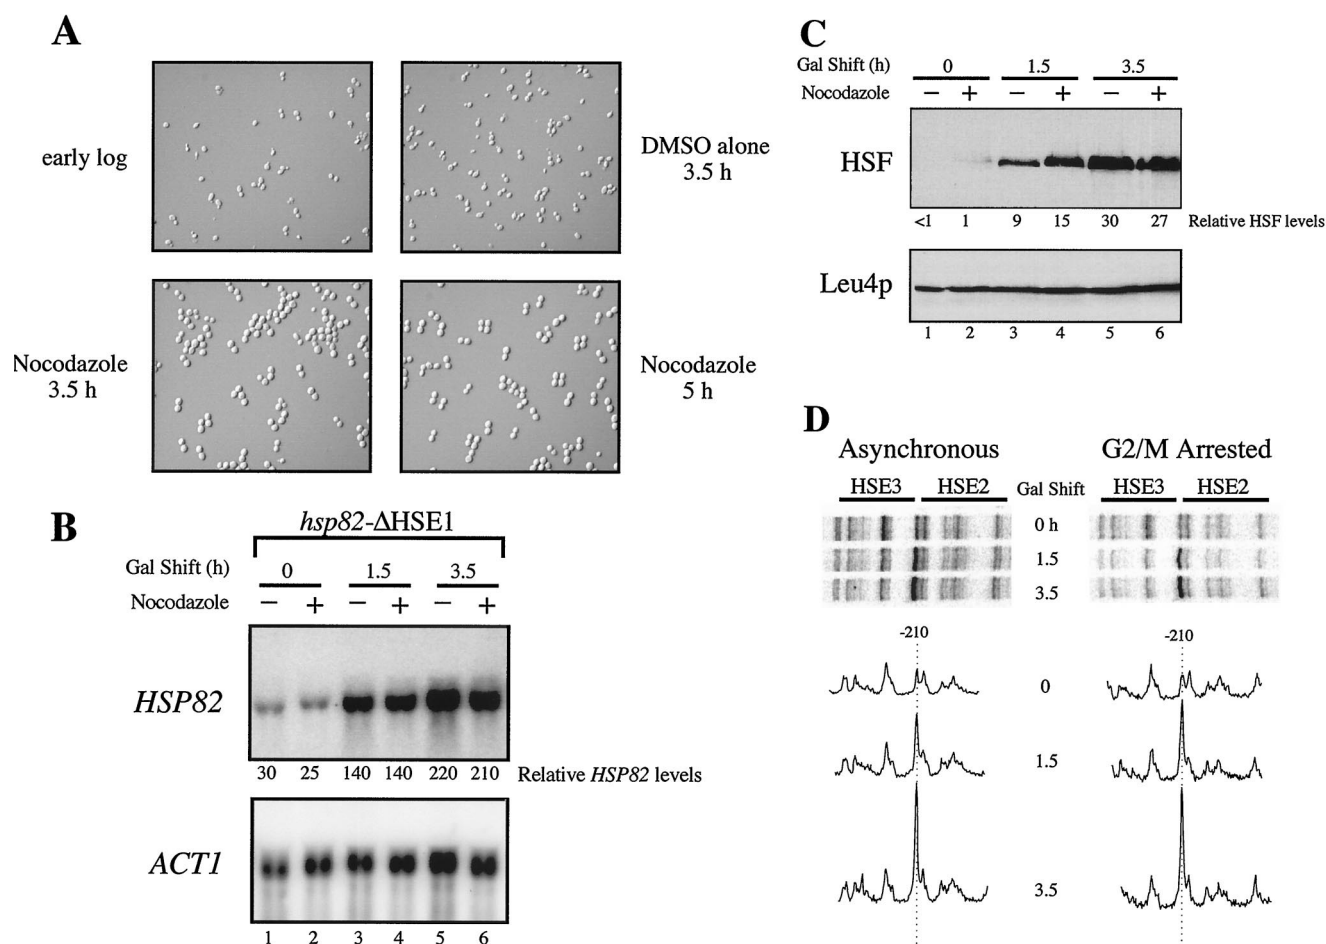 A
early log
DMSO alone
3.5 h
Nocodazole
3.5 h
Nocodazole
5 h
B
hsp82-ΔHSE1
Gal Shift (h)
0 1.5 3.5
Nocodazole
− + − + − +
HSP82
30 25 140 140 220 210 Relative HSP82 levels
ACT1
1 2 3 4 5 6
C
Gal Shift (h) 0 1.5 3.5
Nocodazole − + − + − +
HSF
<1 1 9 15 30 27 Relative HSF levels
Leu4p
1 2 3 4 5 6
D
Asynchronous G2/M Arrested
HSE3 HSE2 Gal Shift HSE3 HSE2
0 h
1.5
3.5
-210 -210
0
1.5
3.5